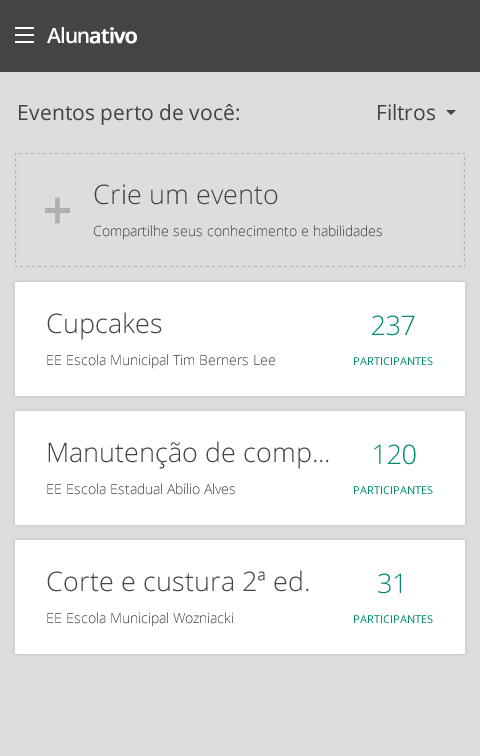 Alunativo
Eventos perto de você: Filtros
Crie um evento
Compartilhe seus conhecimento e habilidades
Cupcakes 237
EE Escola Municipal Tim Berners Lee PARTICIPANTES
Manutenção de comp... 120
EE Escola Estadual Abílio Alves PARTICIPANTES
Corte e custura 2ª ed. 31
EE Escola Municipal Wozniacki PARTICIPANTES